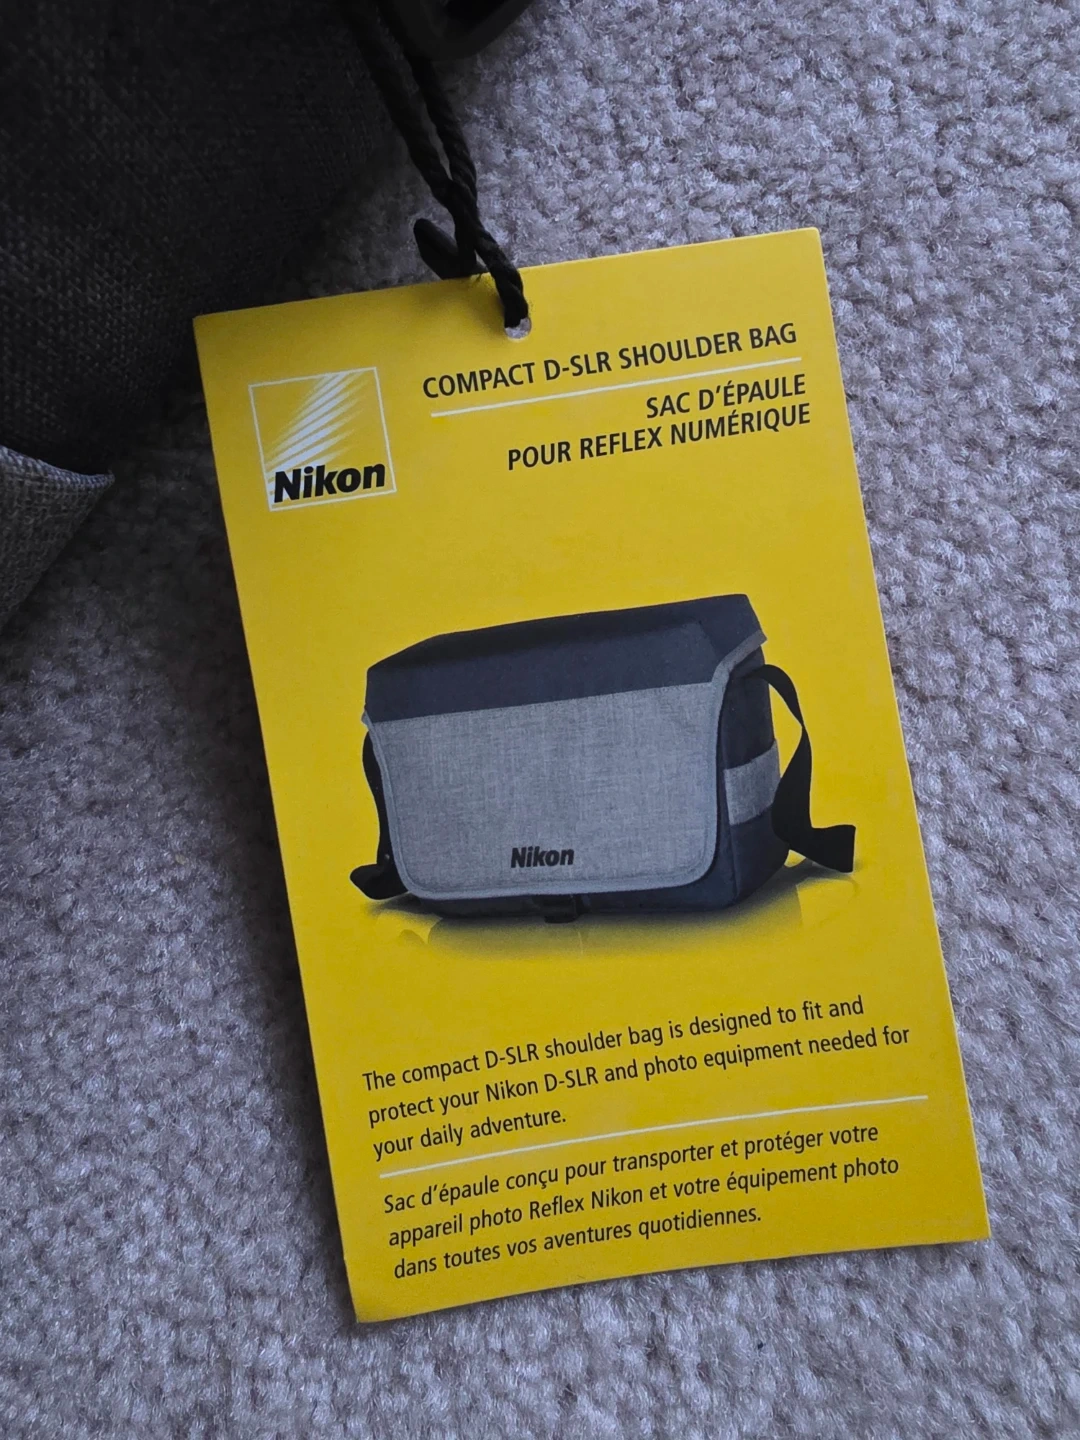 Nikon
COMPACT D-SLR SHOULDER BAG
SAC D'ÉPAULE
POUR REFLEX NUMÉRIQUE
Nikon
The compact D-SLR shoulder bag is designed to fit and
protect your Nikon D-SLR and photo equipment needed for
your daily adventure.
Sac d'épaule conçu pour transporter et protéger votre
appareil photo Reflex Nikon et votre équipement photo
dans toutes vos aventures quotidiennes.